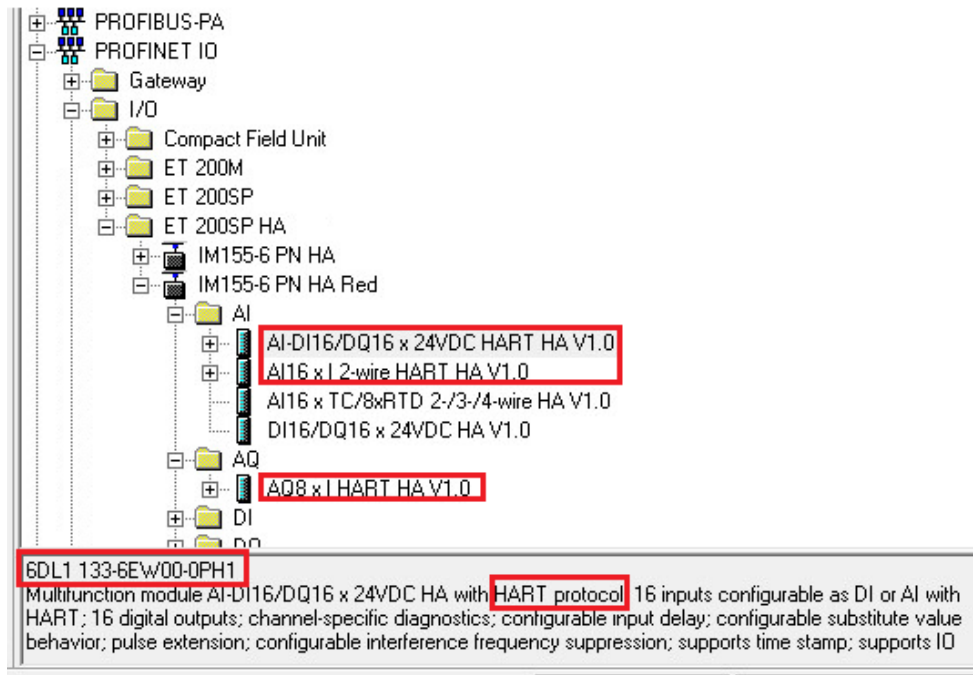 PROFIBUS-PA
PROFINET IO
Gateway
I/O
Compact Field Unit
ET 200M
ET 200SP
ET 200SP HA
IM155-6 PN HA
IM155-6 PN HA Red
AI
AI-DI16/DQ16 x 24VDC HART HA V1.0
AI16 x I 2-wire HART HA V1.0
AI16 x TC/8xRTD 2-/3-/4-wire HA V1.0
DI16/DQ16 x 24VDC HA V1.0
AQ
AQ8 x I HART HA V1.0
DI
DQ
6DL1 133-6EW00-0PH1
Multifunction module AI-DI16/DQ16 x 24VDC HA with HART protocol; 16 inputs configurable as DI or AI with
HART; 16 digital outputs; channel-specific diagnostics; configurable input delay; configurable substitute value
behavior; pulse extension; configurable interference frequency suppression; supports time stamp; supports IO